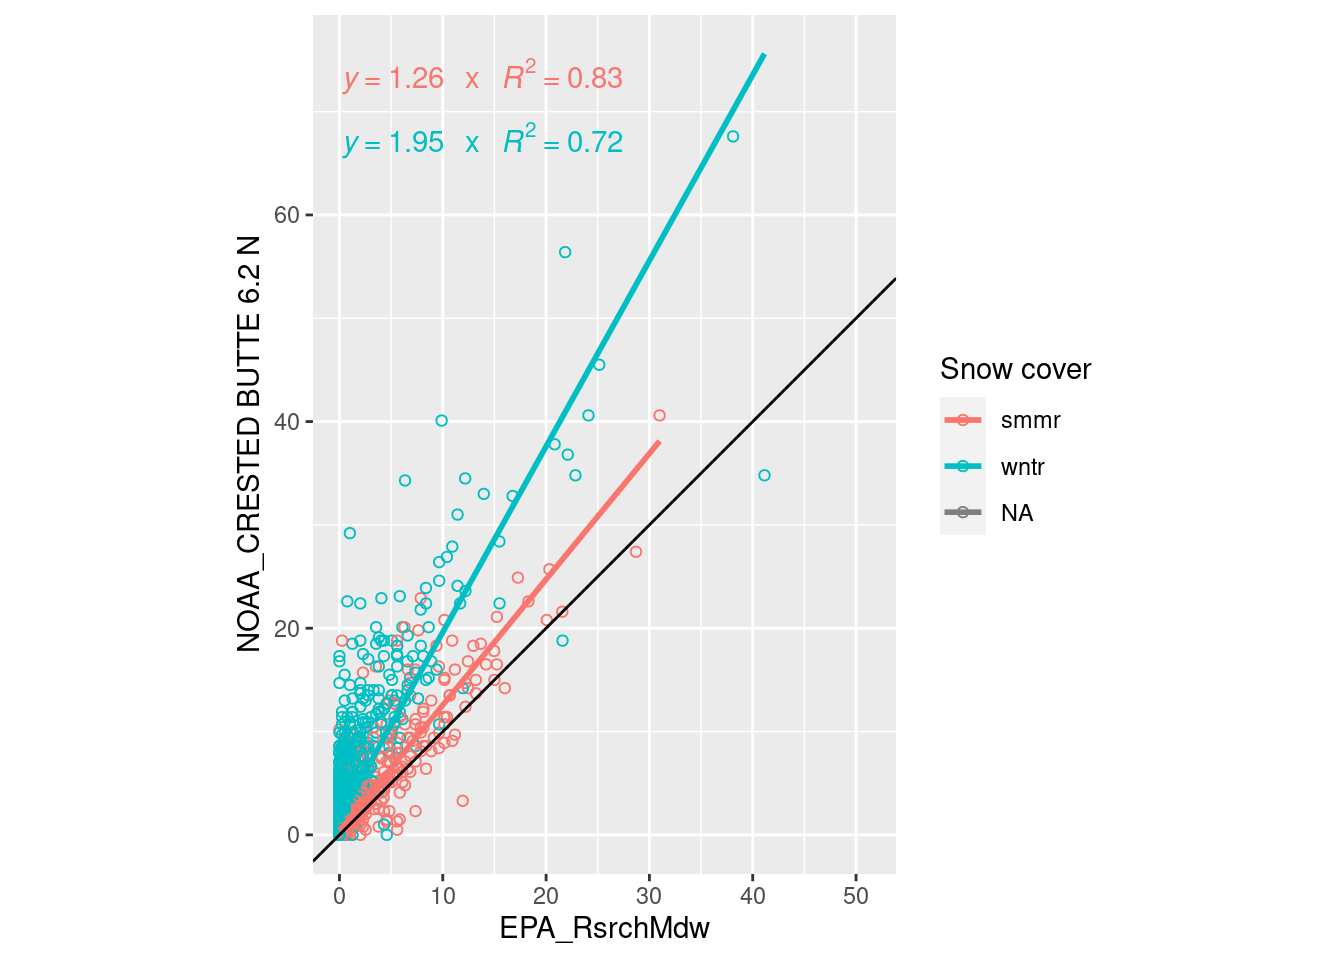 y = 1.26 x R² = 0.83
y = 1.95 x R² = 0.72
60
40
20
0
NOAA_CRESTED BUTTE 6.2 N
0 10 20 30 40 50
EPA_RsrchMdw
Snow cover
smmr
wntr
NA